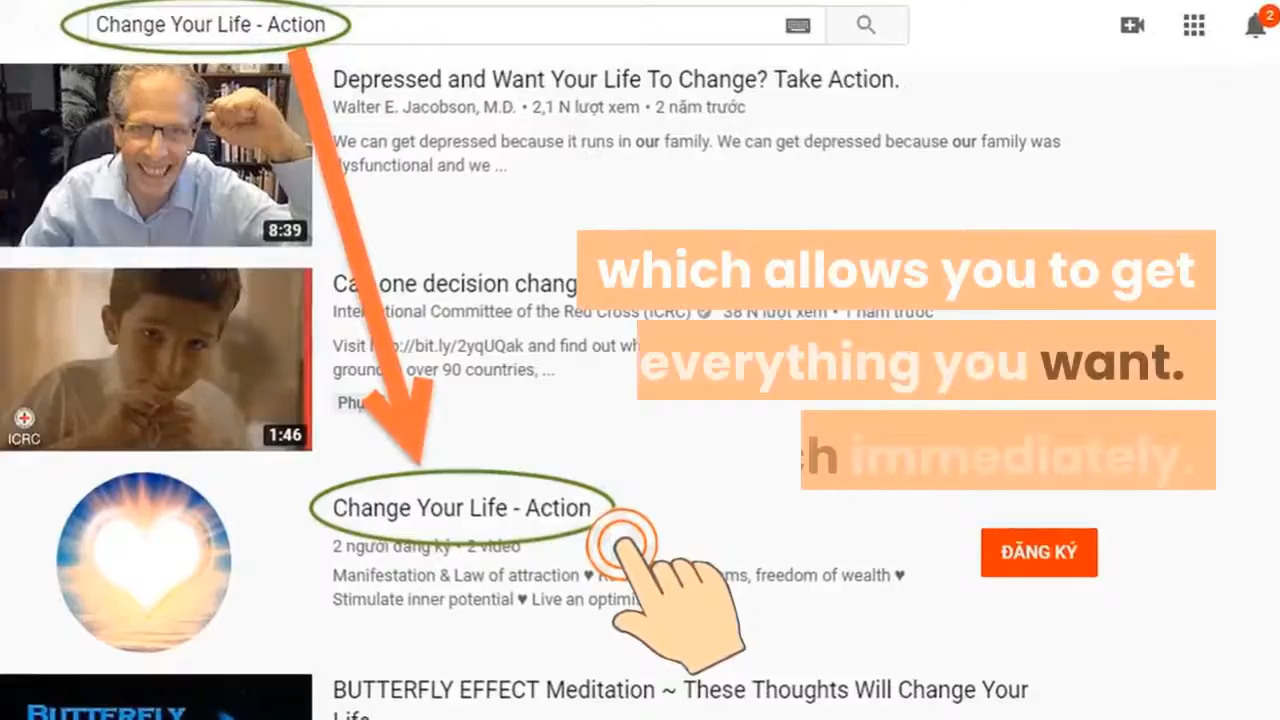 Change Your Life - Action
2
Depressed and Want Your Life To Change? Take Action.
Walter E. Jacobson, M.D. • 2,1 N lượt xem • 2 năm trước
We can get depressed because it runs in our family. We can get depressed because our family was
dysfunctional and we ...
8:39
which allows you to get
everything you want.
immediately.
one decision chang
International Committee of the Red Cross (ICRC) 38 N lượt xem • 1 năm trước
Visit http://bit.ly/2yqUQak and find out
over 90 countries, ...
ICRC
1:46
Change Your Life - Action
2 người đăng ký • 2 video
ĐĂNG KÝ
Manifestation & Law of attraction ♥ freedom of wealth ♥
Stimulate inner potential ♥ Live an
BUTTERFLY EFFECT Meditation ~ These Thoughts Will Change Your
Life
BUTTERFLY